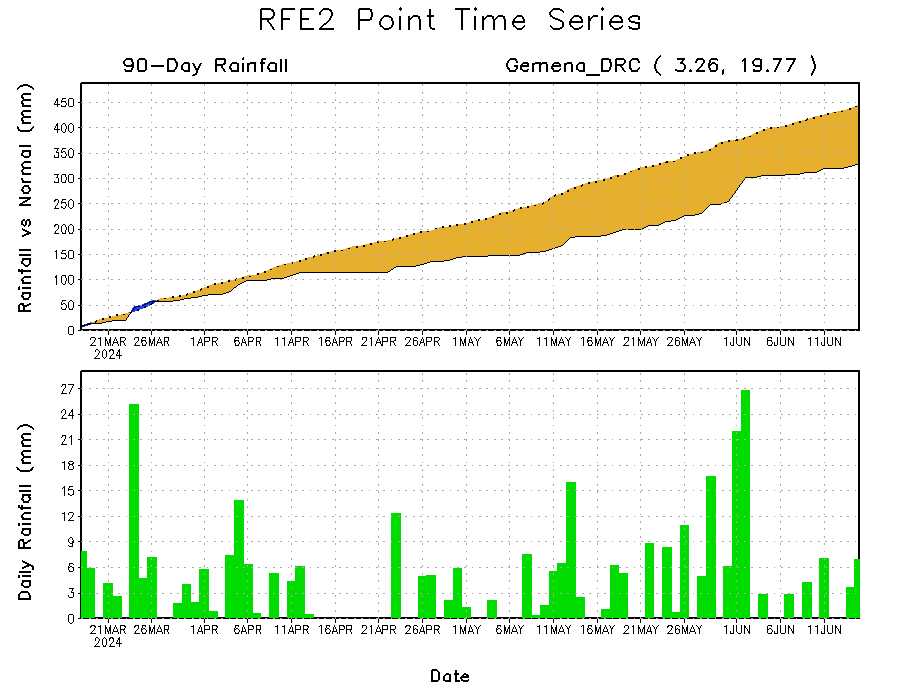 RFE2 Point Time Series
90-Day Rainfall
Gemena_DRC ( 3.26, 19.77 )
Rainfall vs Normal (mm)
450
400
350
300
250
200
150
100
50
0
21MAR 26MAR 1APR 6APR 11APR 16APR 21APR 26APR 1MAY 6MAY 11MAY 16MAY 21MAY 26MAY 1JUN 6JUN 11JUN
2024
Daily Rainfall (mm)
27
24
21
18
15
12
9
6
3
0
21MAR 26MAR 1APR 6APR 11APR 16APR 21APR 26APR 1MAY 6MAY 11MAY 16MAY 21MAY 26MAY 1JUN 6JUN 11JUN
2024
Date